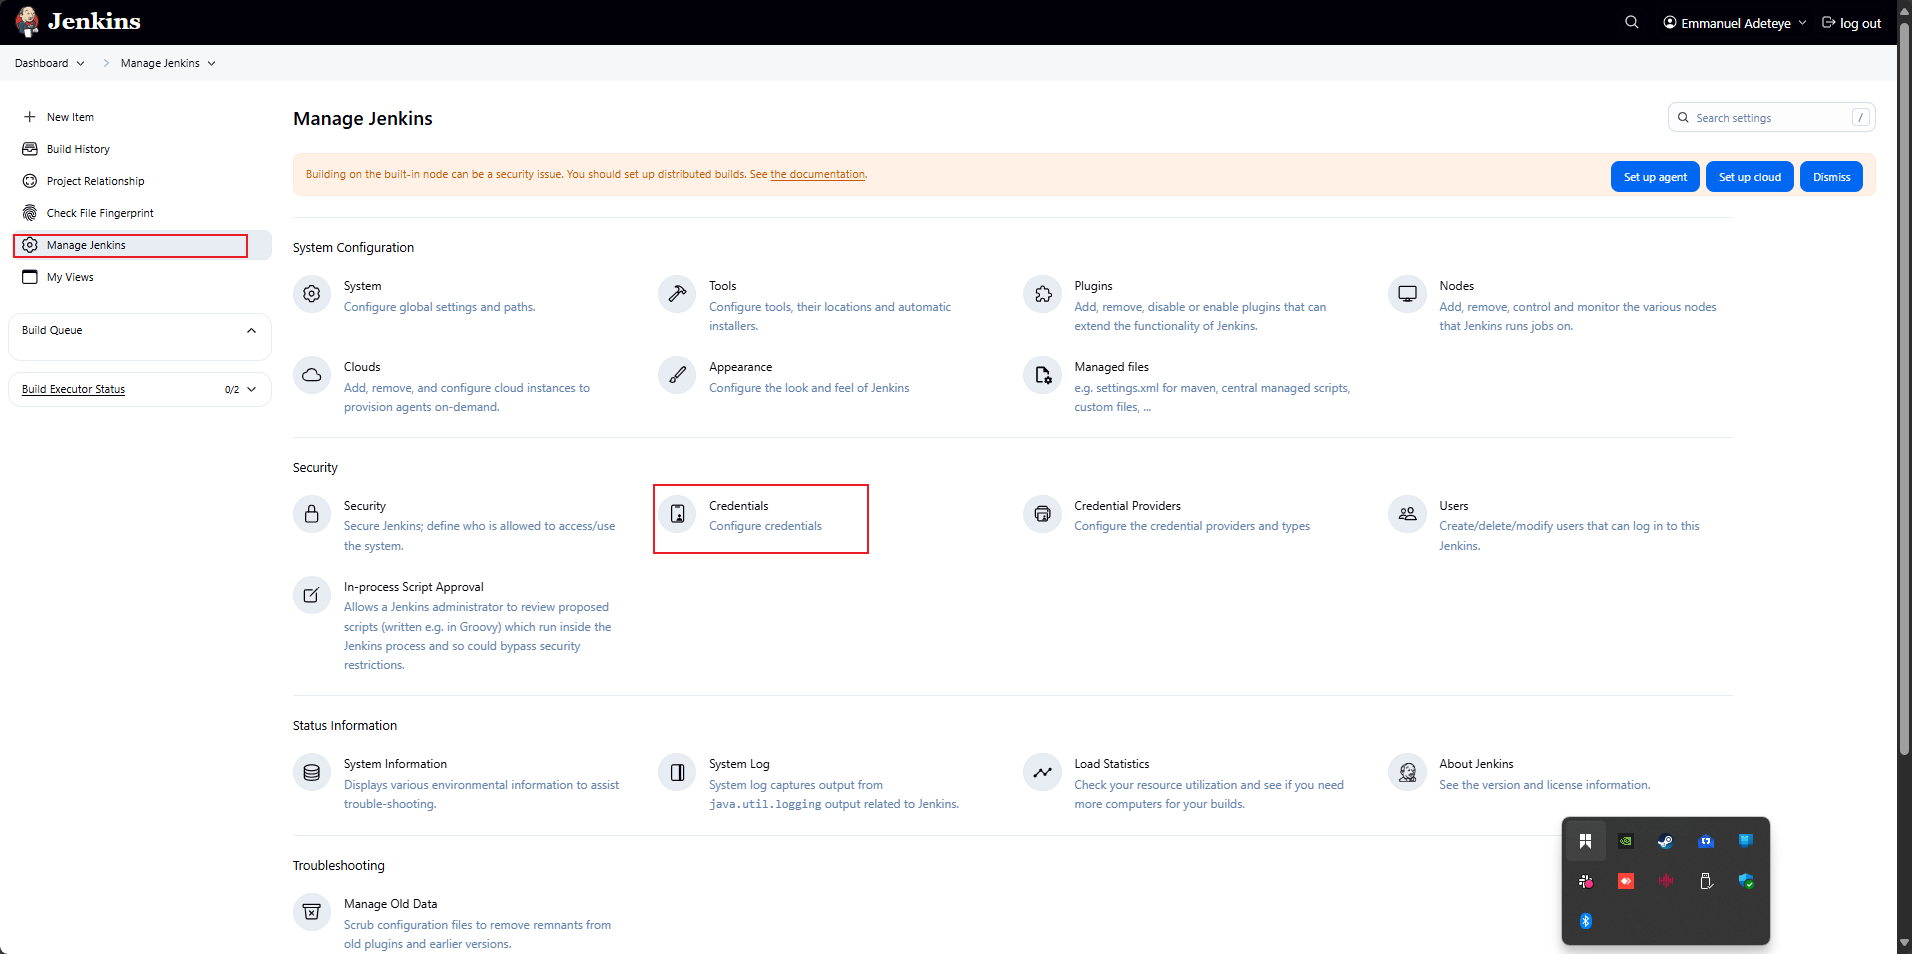 Jenkins
Emmanuel Adeteye
log out
Dashboard
Manage Jenkins
New Item
Build History
Project Relationship
Check File Fingerprint
Manage Jenkins
My Views
Build Queue
Build Executor Status
0/2
Manage Jenkins
Search settings
/
Building on the built-in node can be a security issue. You should set up distributed builds. See the documentation.
Set up agent
Set up cloud
Dismiss
System Configuration
System
Configure global settings and paths.
Tools
Configure tools, their locations and automatic
installers.
Plugins
Add, remove, disable or enable plugins that can
extend the functionality of Jenkins.
Nodes
Add, remove, control and monitor the various nodes
that Jenkins runs jobs on.
Clouds
Add, remove, and configure cloud instances to
provision agents on-demand.
Appearance
Configure the look and feel of Jenkins
Managed files
e.g. settings.xml for maven, central managed scripts,
custom files, ...
Security
Security
Secure Jenkins; define who is allowed to access/use
the system.
Credentials
Configure credentials
Credential Providers
Configure the credential providers and types
Users
Create/delete/modify users that can log in to this
Jenkins.
In-process Script Approval
Allows a Jenkins administrator to review proposed
scripts (written e.g. in Groovy) which run inside the
Jenkins process and so could bypass security
restrictions.
Status Information
System Information
Displays various environmental information to assist
trouble-shooting.
System Log
System log captures output from
java.util.logging output related to Jenkins.
Load Statistics
Check your resource utilization and see if you need
more computers for your builds.
About Jenkins
See the version and license information.
Troubleshooting
Manage Old Data
Scrub configuration files to remove remnants from
old plugins and earlier versions.